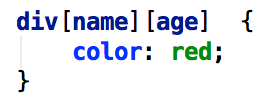 div[name][age]  {
    color: red;
}